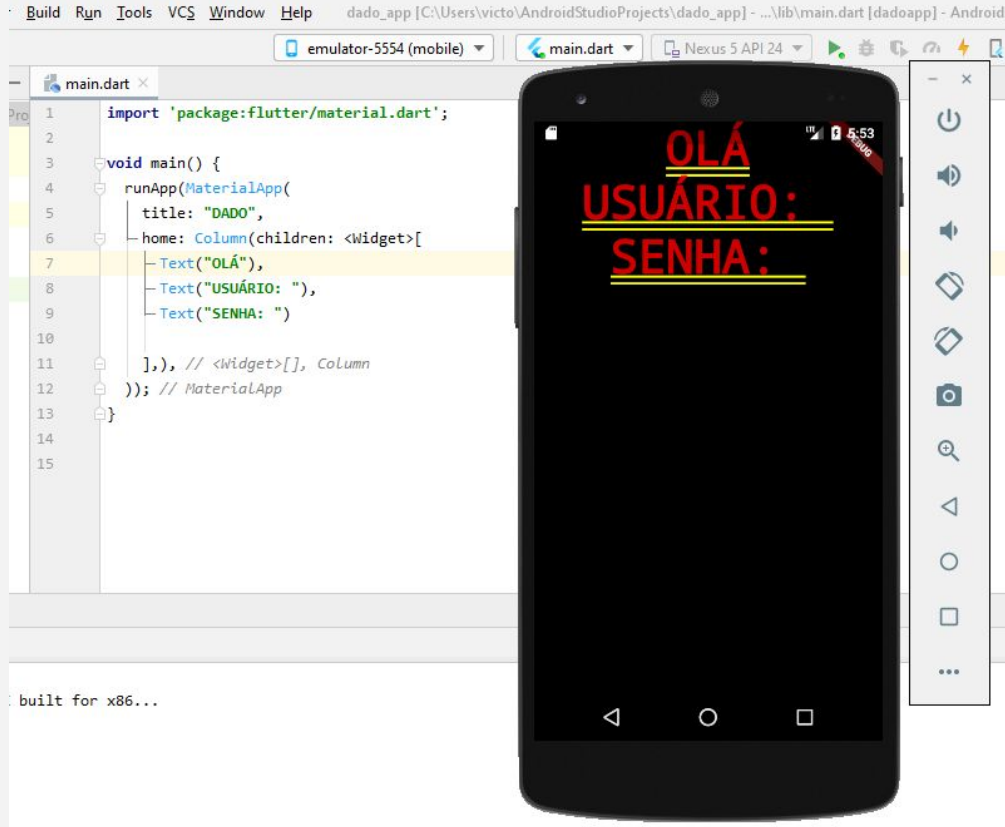 Build Run Tools VCS Window Help dado_app [C:\Users\victo\AndroidStudioProjects\dado_app] - ...\lib\main.dart [dadoapp] - Android
emulator-5554 (mobile) main.dart Nexus 5 API 24
main.dart
1 import 'package:flutter/material.dart';
2
3 void main() {
4 runApp(MaterialApp(
5 title: "DADO",
6 home: Column(children: <Widget>[
7 Text("OLÁ"),
8 Text("USUÁRIO: "),
9 Text("SENHA: ")
10
11 ],), // <Widget>[], Column
12 )); // MaterialApp
13 }
14
15
built for x86...
LTE 5:53
DEBUG
OLÁ
USUÁRIO:
SENHA: